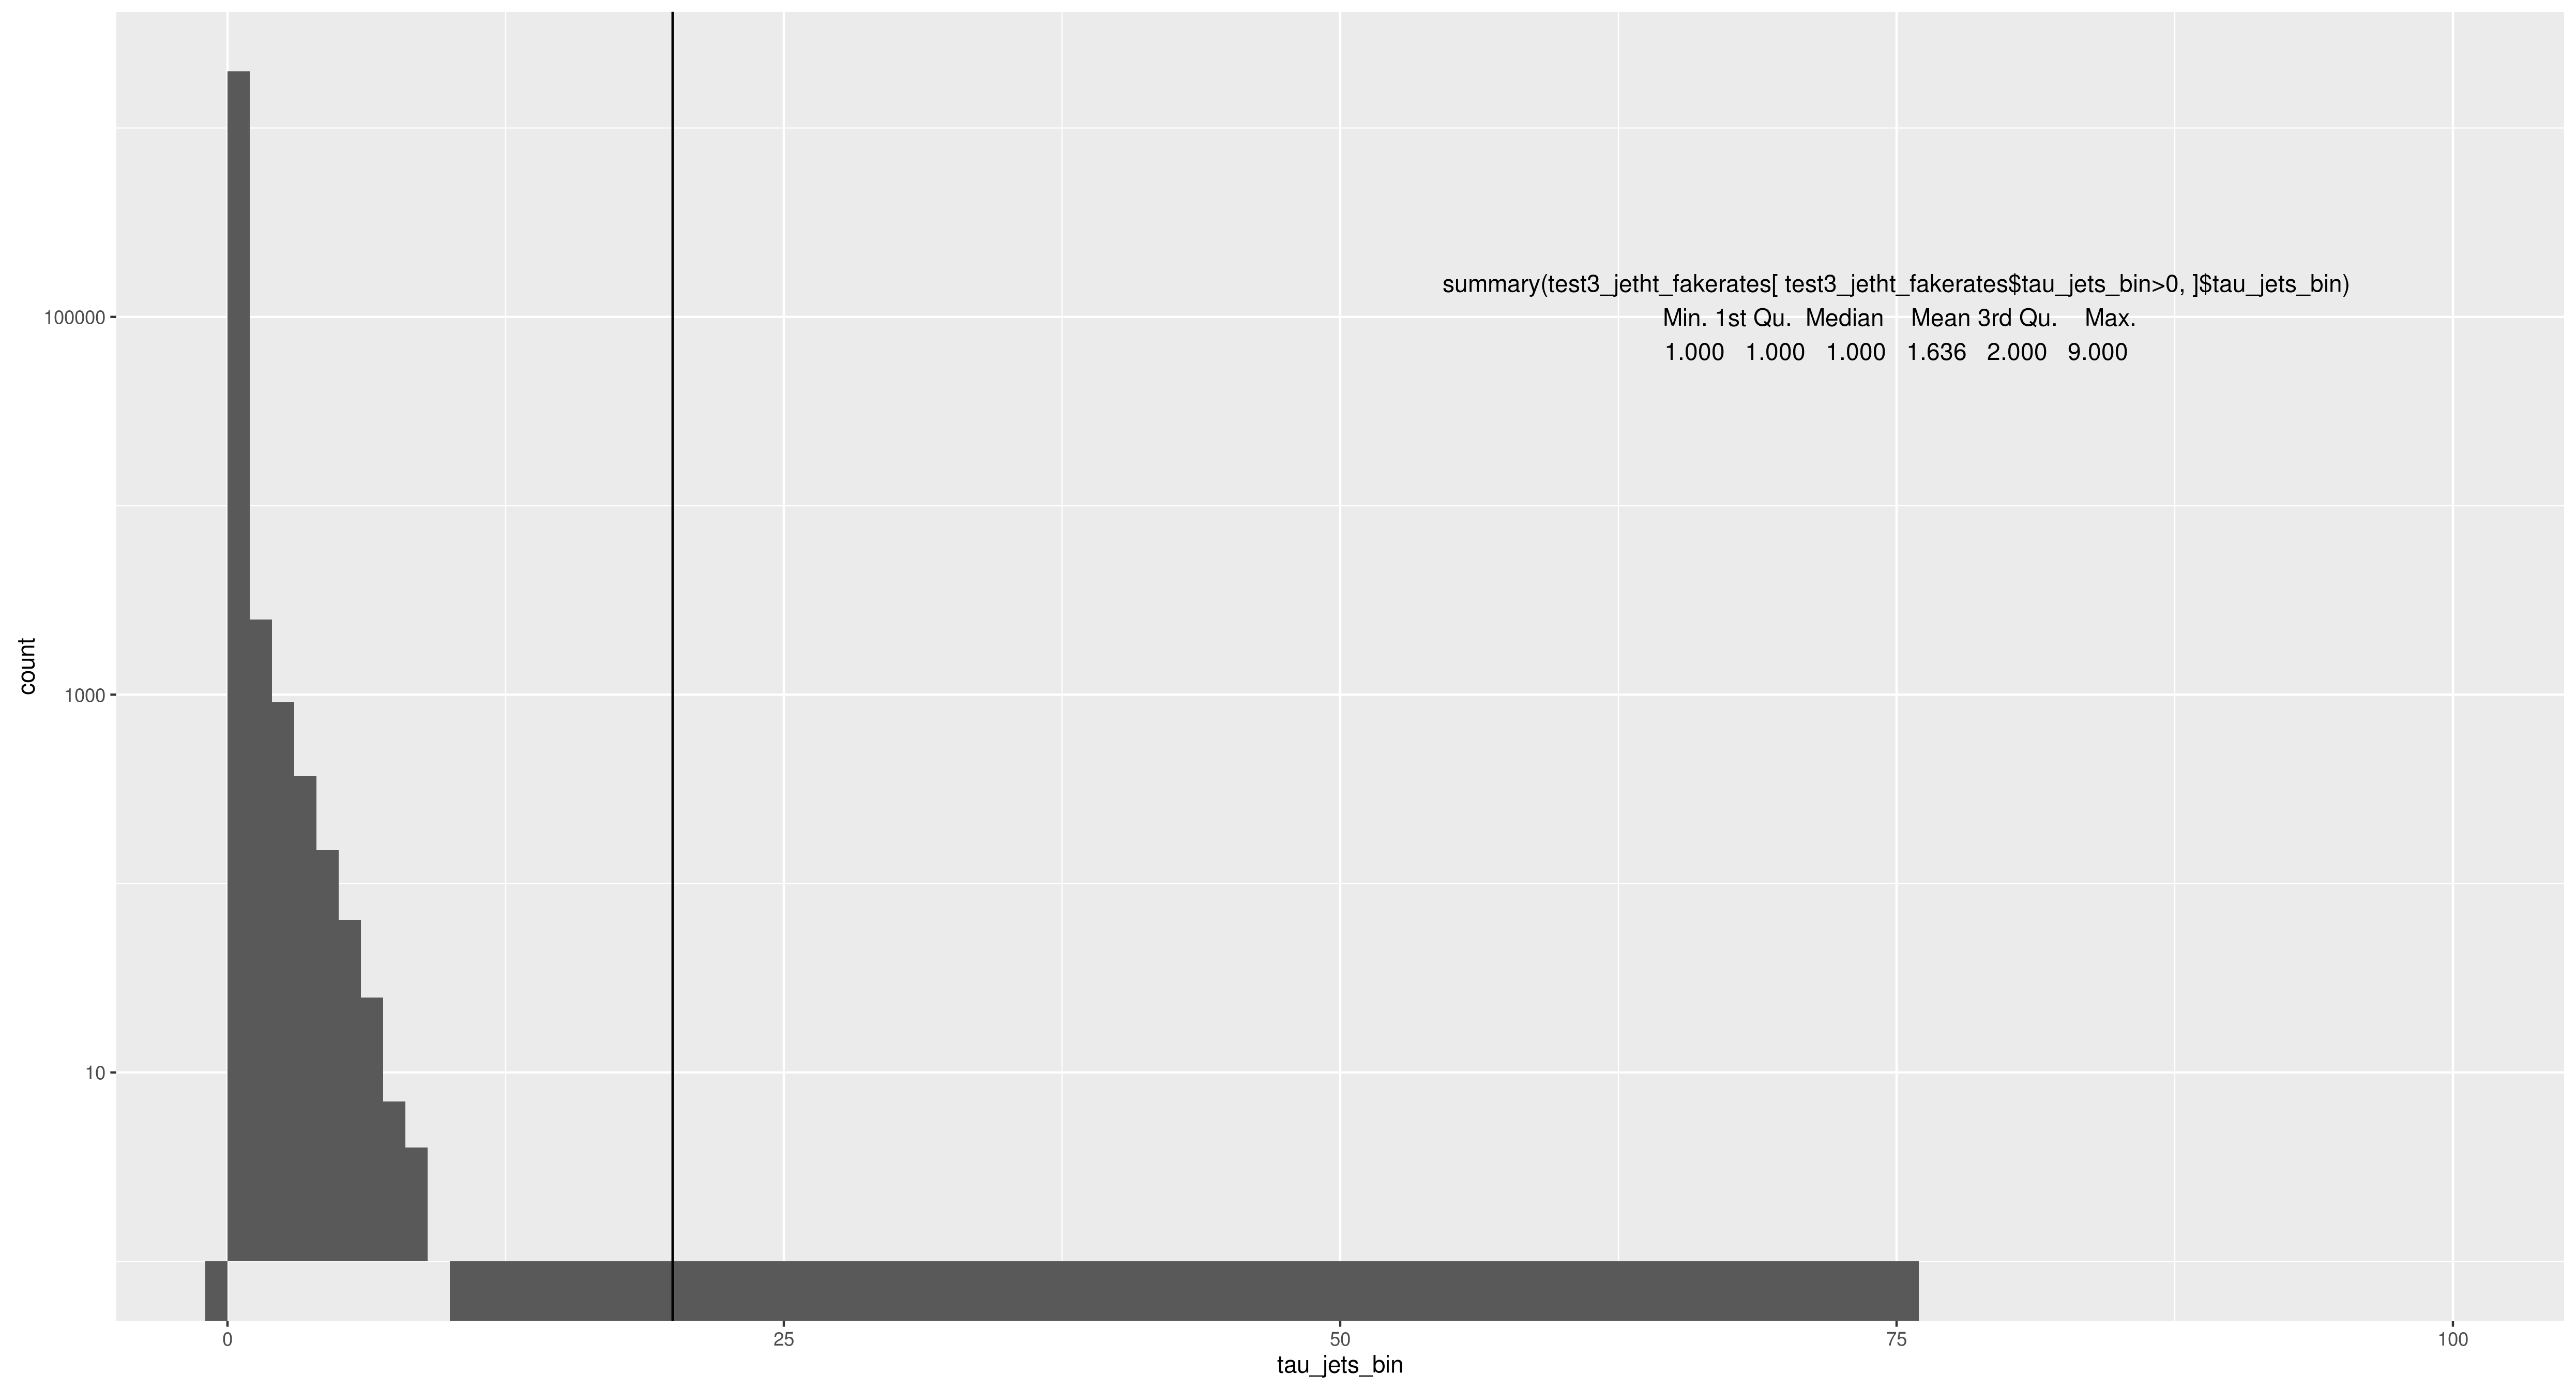 summary(test3_jetht_fakerates[ test3_jetht_fakerates$tau_jets_bin>0, ]$tau_jets_bin)
Min. 1st Qu. Median Mean 3rd Qu. Max.
1.000 1.000 1.000 1.636 2.000 9.000
100000
1000
10
count
0 25 50 75 100
tau_jets_bin